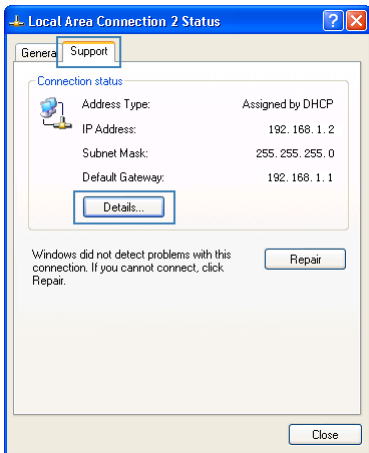 Local Area Connection 2 Status
Genera Support
Connection status
Address Type: Assigned by DHCP
IP Address: 192.168.1.2
Subnet Mask: 255.255.255.0
Default Gateway: 192.168.1.1
Details...
Windows did not detect problems with this
connection. If you cannot connect, click
Repair.
Repair
Close